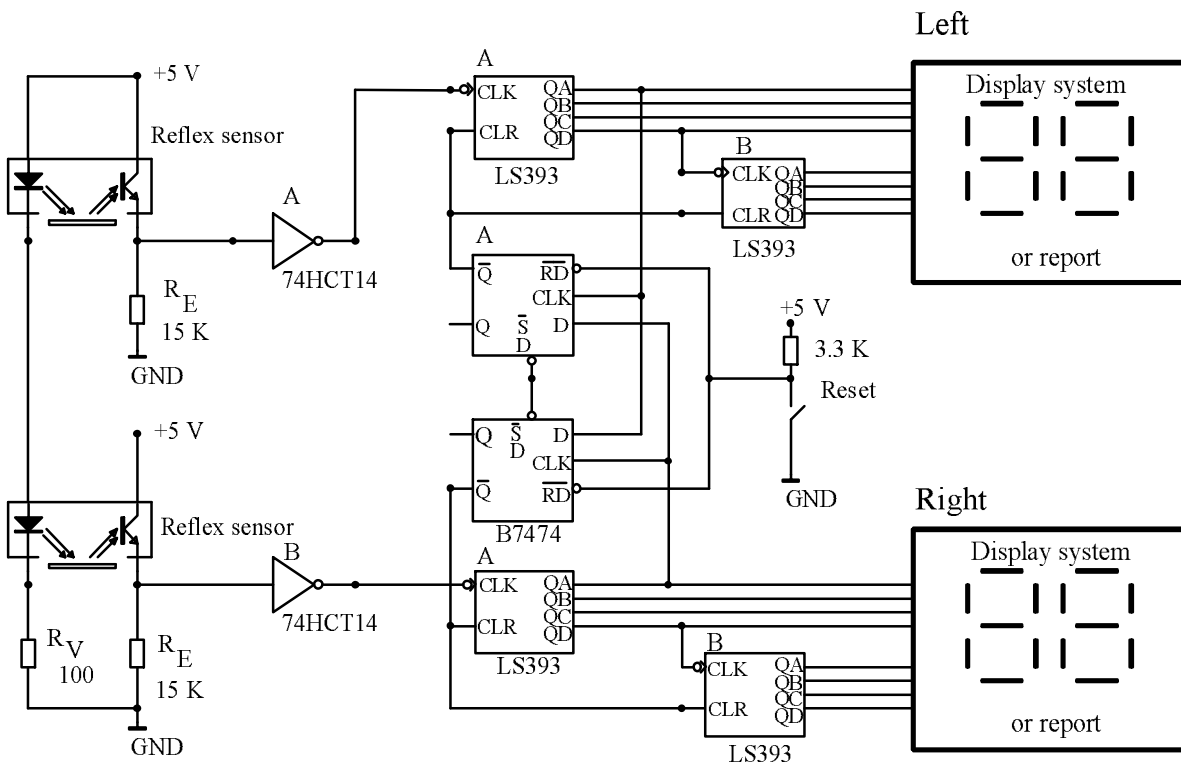 Left
+5 V
Reflex sensor
A
74HCT14
R
E
15 K
GND
A
CLK
CLR
QA
QB
QC
QD
LS393
B
CLK
CLR
QA
QB
QC
QD
LS393
Display system
or report
A
Q
Q
S
D
RD
CLK
D
+5 V
3.3 K
Reset
GND
Q
Q
S
D
D
CLK
RD
B7474
+5 V
Reflex sensor
B
74HCT14
R
V
100
R
E
15 K
GND
A
CLK
CLR
QA
QB
QC
QD
LS393
B
CLK
CLR
QA
QB
QC
QD
LS393
Right
Display system
or report